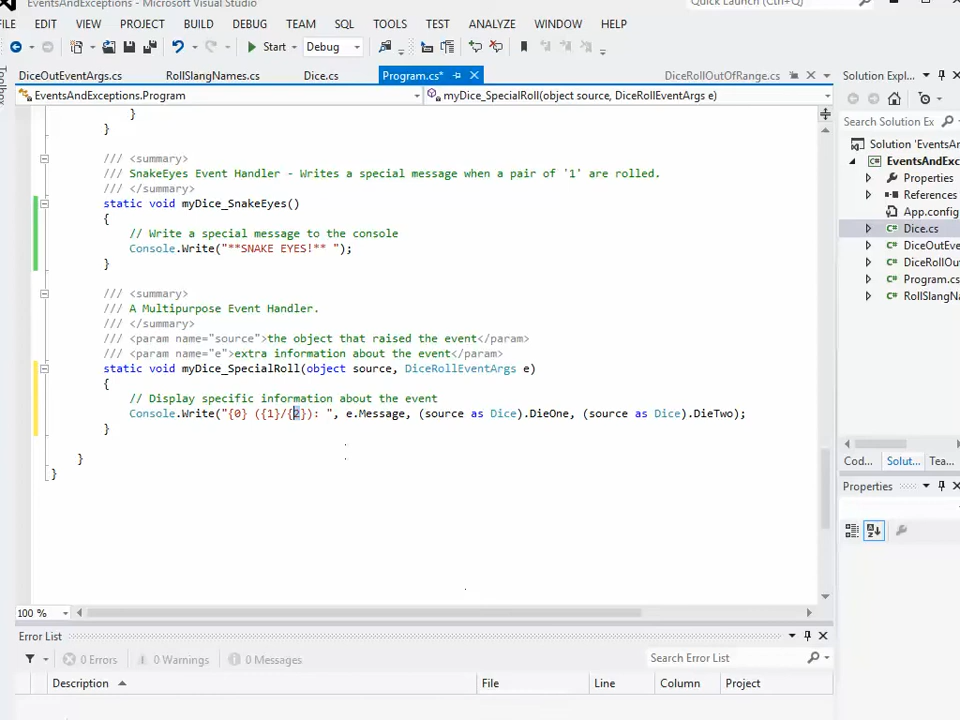 EventsAndExceptions - Microsoft Visual Studio
Quick Launch (Ctrl+Q)
FILE EDIT VIEW PROJECT BUILD DEBUG TEAM SQL TOOLS TEST ANALYZE WINDOW HELP
Start Debug
Toolbox
DiceOutEventArgs.cs RollSlangNames.cs Dice.cs Program.cs* DiceRollOutOfRange.cs
EventsAndExceptions.Program myDice_SpecialRoll(object source, DiceRollEventArgs e)
}
}
/// <summary>
/// SnakeEyes Event Handler - Writes a special message when a pair of '1' are rolled.
/// </summary>
static void myDice_SnakeEyes()
{
// Write a special message to the console
Console.Write("**SNAKE EYES!** ");
}
/// <summary>
/// A Multipurpose Event Handler.
/// </summary>
/// <param name="source">the object that raised the event</param>
/// <param name="e">extra information about the event</param>
static void myDice_SpecialRoll(object source, DiceRollEventArgs e)
{
// Display specific information about the event
Console.Write("{0} ({1}/{2}): ", e.Message, (source as Dice).DieOne, (source as Dice).DieTwo);
}
}
}
100 %
Error List
0 Errors 0 Warnings 0 Messages
Search Error List
Description File Line Column Project
Solution Expl...
Search Solution Ex
Solution 'EventsAn
EventsAndExc
Properties
References
App.config
Dice.cs
DiceOutEve
DiceRollOu
Program.cs
RollSlangN
Cod... Solut... Tea...
Properties